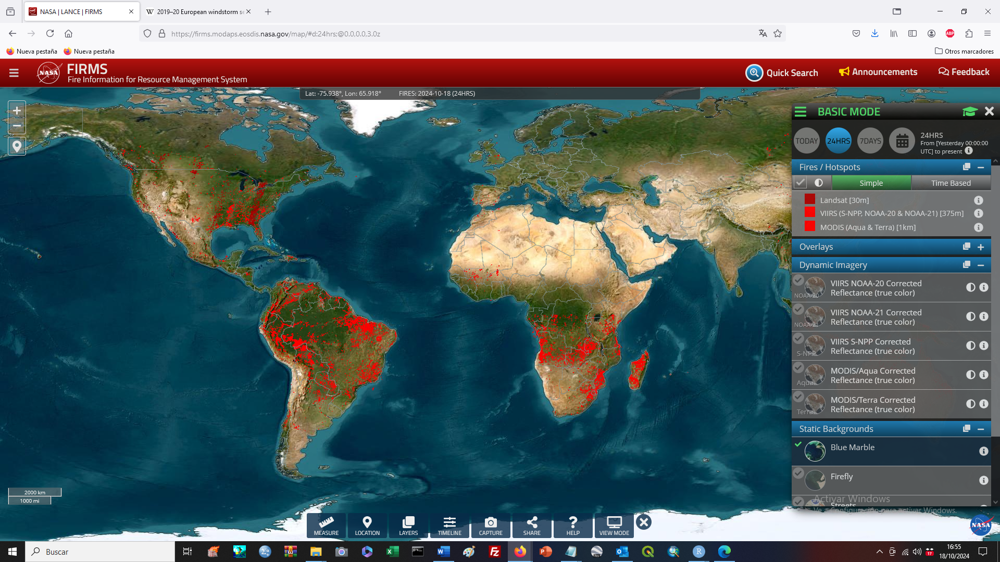 NASA | LANCE | FIRMS
2019–20 European windstorm se
https://firms.modaps.eosdis.nasa.gov/map/#d:24hrs;@0.0,0.0,3.0z
ABP
Nueva pestaña
Nueva pestaña
Otros marcadores
NASA
FIRMS
Fire Information for Resource Management System
Quick Search
Announcements
Feedback
Lat: -75.938°, Lon: 65.918°
FIRES: 2024-10-18 (24HRS)
+
−
BASIC MODE
TODAY
24HRS
7DAYS
24HRS
From [Yesterday 00:00:00
UTC] to present
Fires / Hotspots
Simple
Time Based
Landsat [30m]
VIIRS (S-NPP, NOAA-20 & NOAA-21) [375m]
MODIS (Aqua & Terra) [1km]
Overlays
Dynamic Imagery
NOAA-20
VIIRS NOAA-20 Corrected
Reflectance (true color)
NOAA-21
VIIRS NOAA-21 Corrected
Reflectance (true color)
S-NPP
VIIRS S-NPP Corrected
Reflectance (true color)
Aqua
MODIS/Aqua Corrected
Reflectance (true color)
Terra
MODIS/Terra Corrected
Reflectance (true color)
Static Backgrounds
Blue Marble
Firefly
Streets
Activar Windows
Ve a Configuración para activar Windows.
2000 km
1000 mi
MEASURE
LOCATION
LAYERS
TIMELINE
CAPTURE
SHARE
HELP
VIEW MODE
NASA
Buscar
17
16:55
18/10/2024